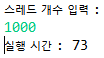 스레드 개수 입력 :
1000
실행 시간 : 73